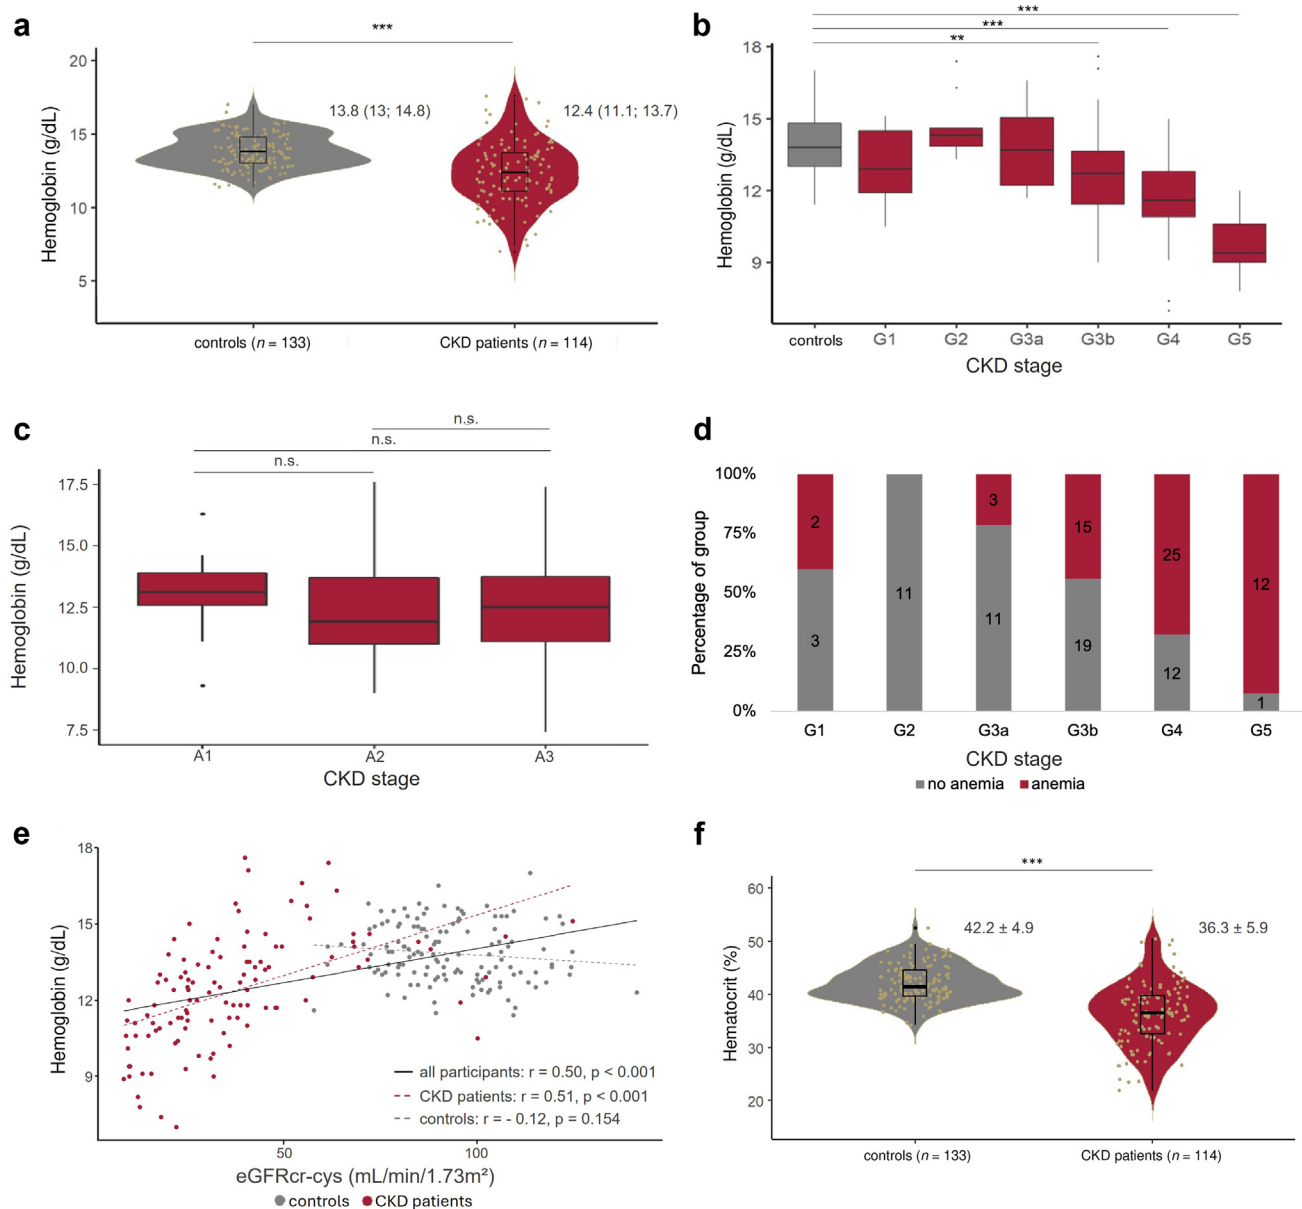 a
***
20
15
10
5
Hemoglobin (g/dL)
13.8 (13; 14.8)
12.4 (11.1; 13.7)
controls (n = 133)
CKD patients (n = 114)
b
***
***
**
18
15
12
9
Hemoglobin (g/dL)
controls
G1
G2
G3a
G3b
G4
G5
CKD stage
c
n.s.
n.s.
n.s.
17.5
15.0
12.5
10.0
7.5
Hemoglobin (g/dL)
A1
A2
A3
CKD stage
d
100%
75%
50%
25%
0%
Percentage of group
2
3
11
3
11
15
19
25
12
12
1
G1
G2
G3a
G3b
G4
G5
CKD stage
no anemia
anemia
e
18
15
12
9
Hemoglobin (g/dL)
all participants: r = 0.50, p < 0.001
CKD patients: r = 0.51, p < 0.001
controls: r = - 0.12, p = 0.154
50
100
eGFRcr-cys (mL/min/1.73m²)
controls
CKD patients
f
***
60
50
40
30
20
Hematocrit (%)
42.2 ± 4.9
36.3 ± 5.9
controls (n = 133)
CKD patients (n = 114)